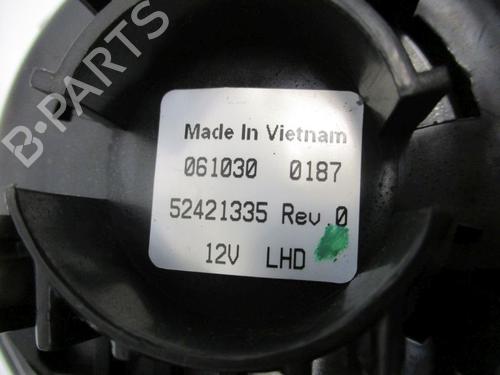 B-PARTS
Made In Vietnam
061030 0187
52421335 Rev.0
12V LHD